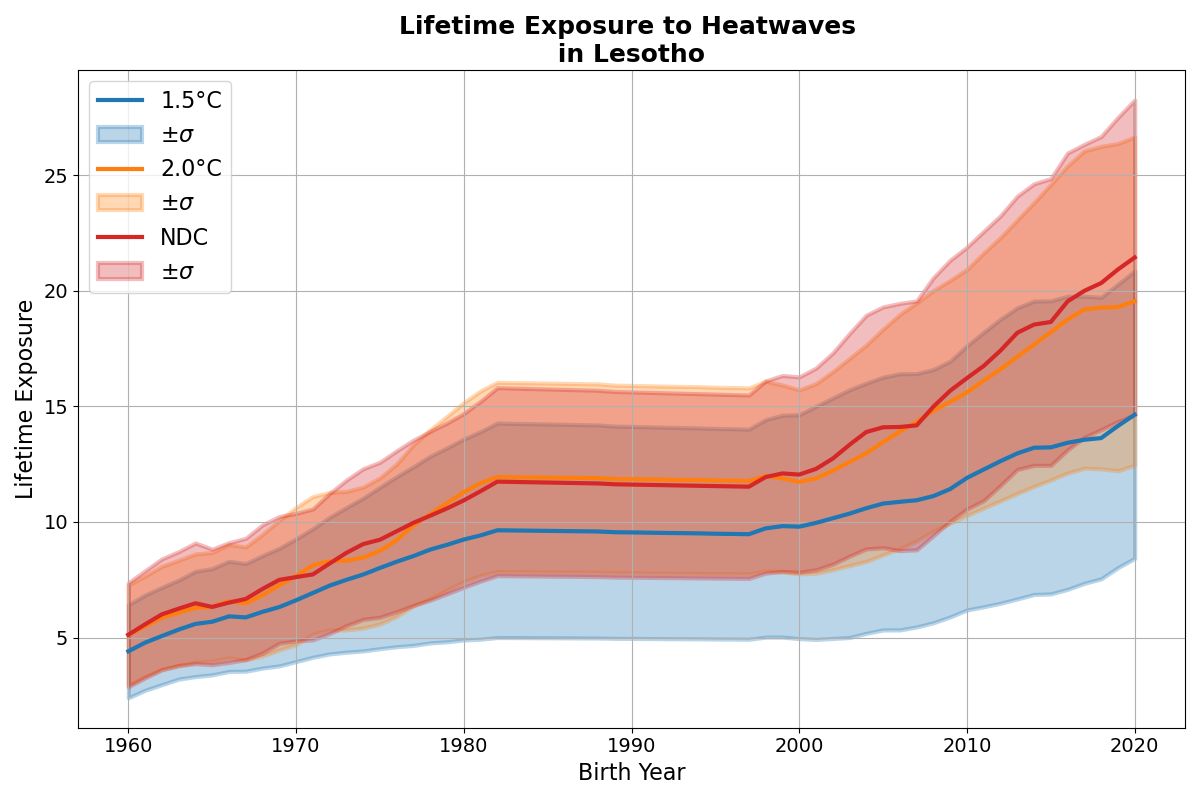 Lifetime Exposure to Heatwaves
in Lesotho
1.5°C
±σ
2.0°C
±σ
NDC
±σ
Lifetime Exposure
25
20
15
10
5
1960
1970
1980
1990
2000
2010
2020
Birth Year